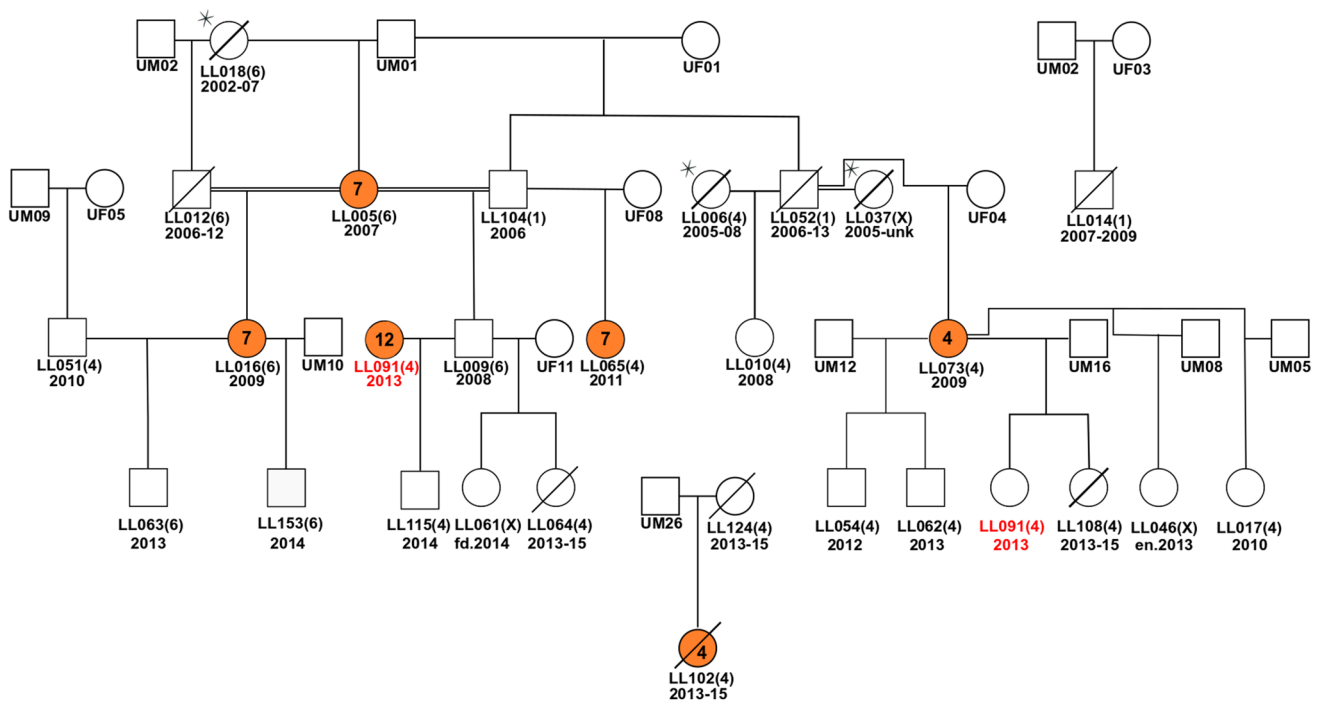 UM02
LL018(6)
2002-07
UM01
UF01
UM02
UF03
UM09
UF05
LL012(6)
2006-12
7
LL005(6)
2007
LL104(1)
2006
UF08
LL006(4)
2005-08
LL052(1)
2006-13
LL037(X)
2005-unk
UF04
LL014(1)
2007-2009
LL051(4)
2010
7
LL016(6)
2009
UM10
12
LL091(4)
2013
LL009(6)
2008
UF11
7
LL065(4)
2011
LL010(4)
2008
UM12
4
LL073(4)
2009
UM16
UM08
UM05
LL063(6)
2013
LL153(6)
2014
LL115(4)
2014
LL061(X)
fd.2014
LL064(4)
2013-15
UM26
LL124(4)
2013-15
LL054(4)
2012
LL062(4)
2013
LL091(4)
2013
LL108(4)
2013-15
LL046(X)
en.2013
LL017(4)
2010
4
LL102(4)
2013-15